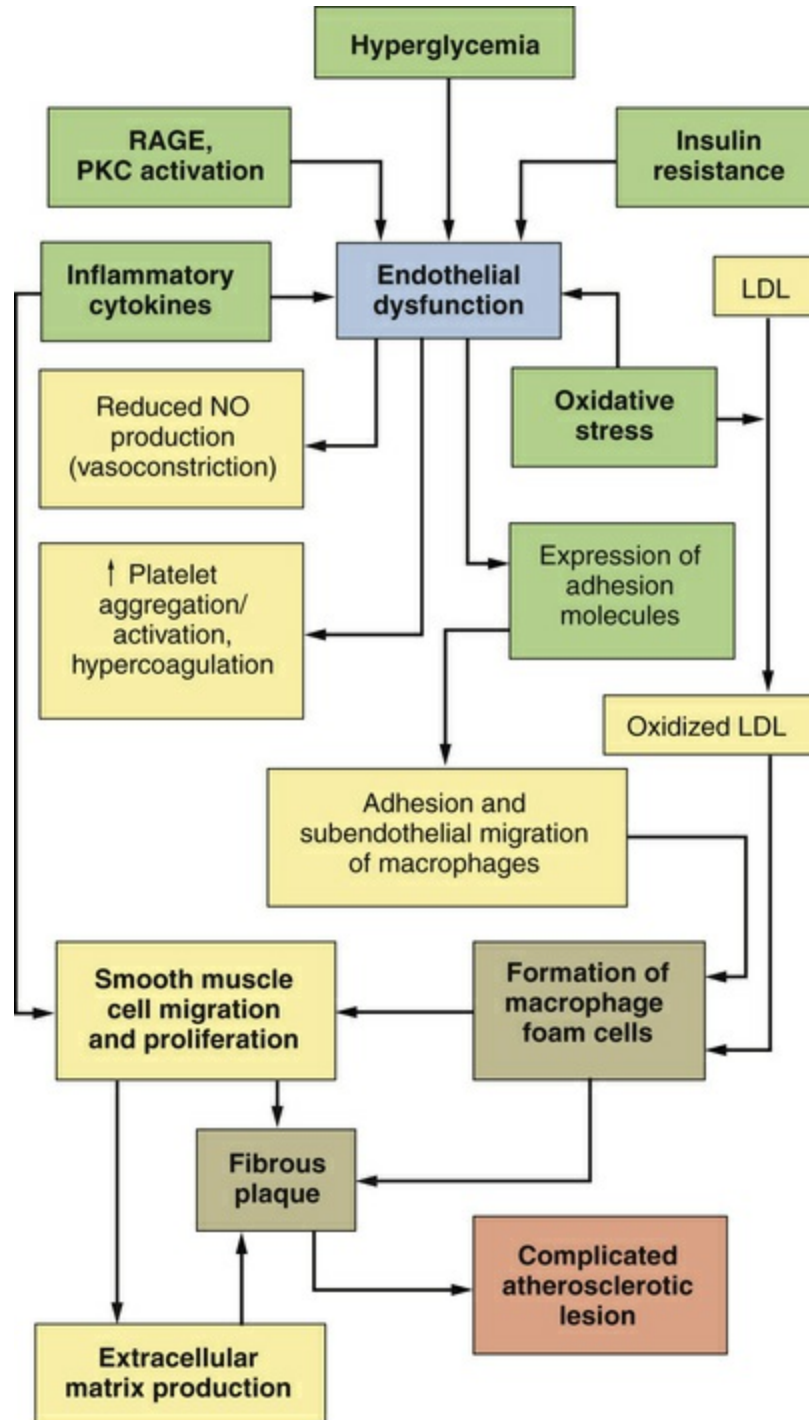 Hyperglycemia
RAGE,
PKC activation
Insulin
resistance
Inflammatory
cytokines
Endothelial
dysfunction
LDL
Reduced NO
production
(vasoconstriction)
Oxidative
stress
↑ Platelet
aggregation/
activation,
hypercoagulation
Expression of
adhesion
molecules
Oxidized LDL
Adhesion and
subendothelial migration
of macrophages
Smooth muscle
cell migration
and proliferation
Formation of
macrophage
foam cells
Fibrous
plaque
Complicated
atherosclerotic
lesion
Extracellular
matrix production